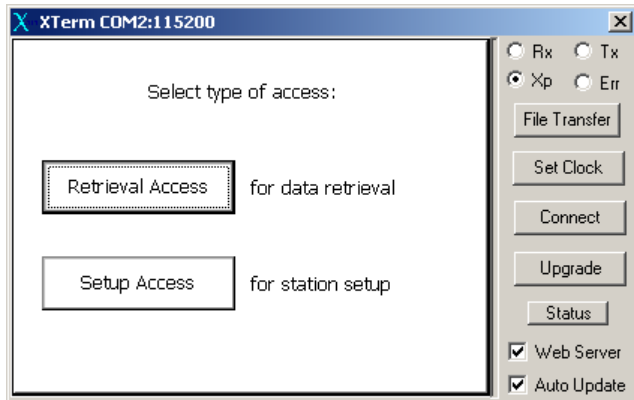 XTerm COM2:115200
Select type of access:
Retrieval Access for data retrieval
Setup Access for station setup
Rx Tx
Xp Err
File Transfer
Set Clock
Connect
Upgrade
Status
Web Server
Auto Update